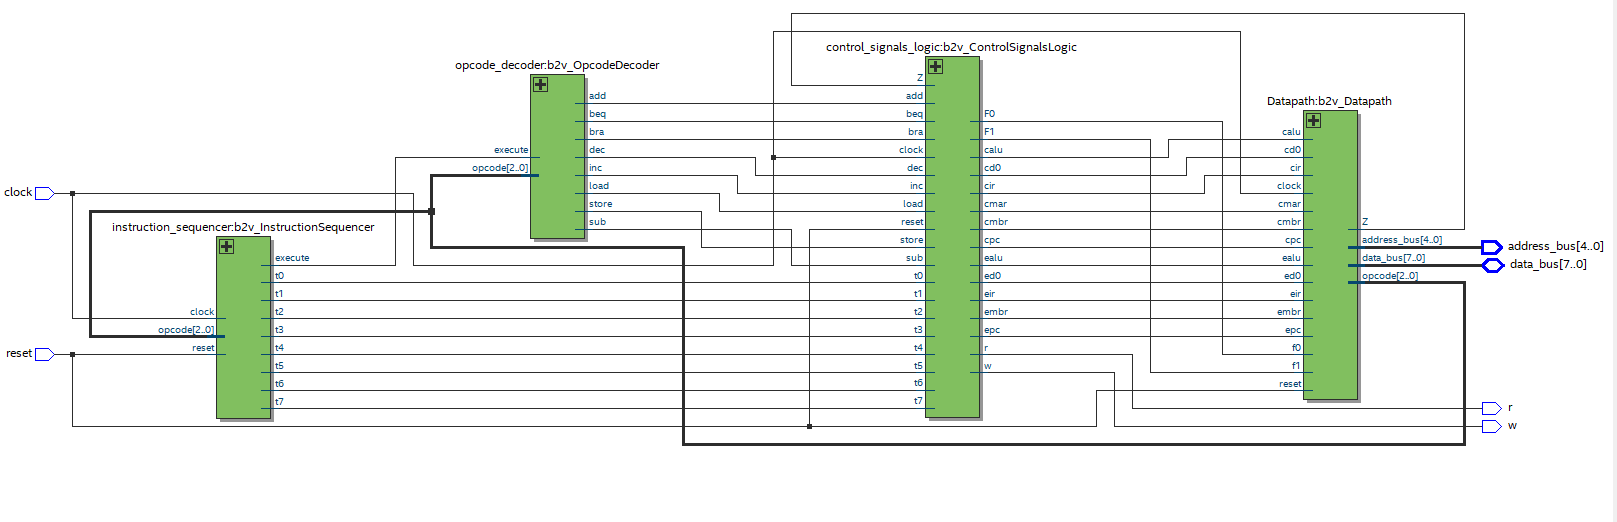 control_signals_logic:b2v_ControlSignalsLogic
opcode_decoder:b2v_OpcodeDecoder
Datapath:b2v_Datapath
instruction_sequencer:b2v_InstructionSequencer
clock
reset
clock
opcode[2..0]
reset
execute
t0
t1
t2
t3
t4
t5
t6
t7
execute
opcode[2..0]
add
beq
bra
dec
inc
load
store
sub
Z
add
beq
bra
clock
dec
inc
load
reset
store
sub
t0
t1
t2
t3
t4
t5
t6
t7
F0
F1
calu
cd0
cir
cmar
cmbr
cpc
ealu
ed0
eir
embr
epc
r
w
calu
cd0
cir
clock
cmar
cmbr
cpc
ealu
ed0
eir
embr
epc
f0
f1
reset
Z
address_bus[4..0]
data_bus[7..0]
opcode[2..0]
address_bus[4..0]
data_bus[7..0]
r
w